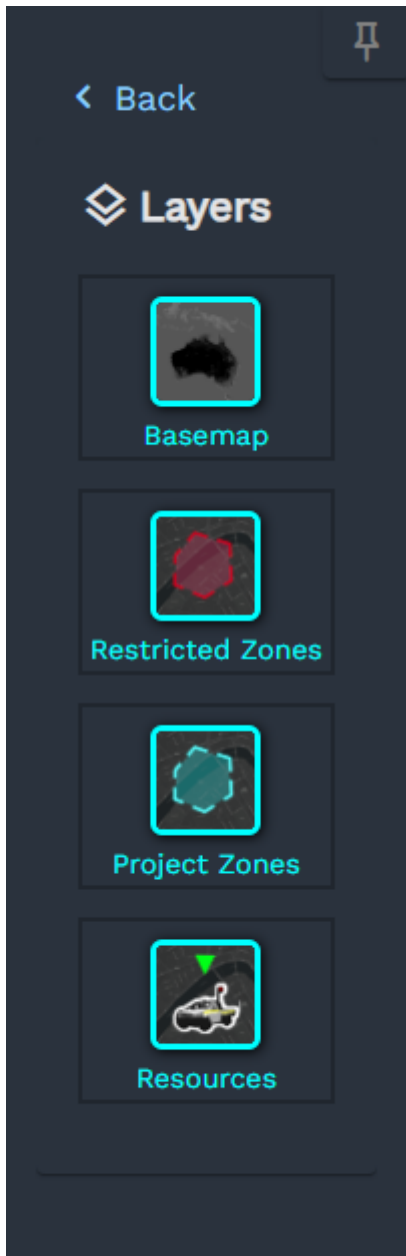 Back
Layers
Basemap
Restricted Zones
Project Zones
Resources